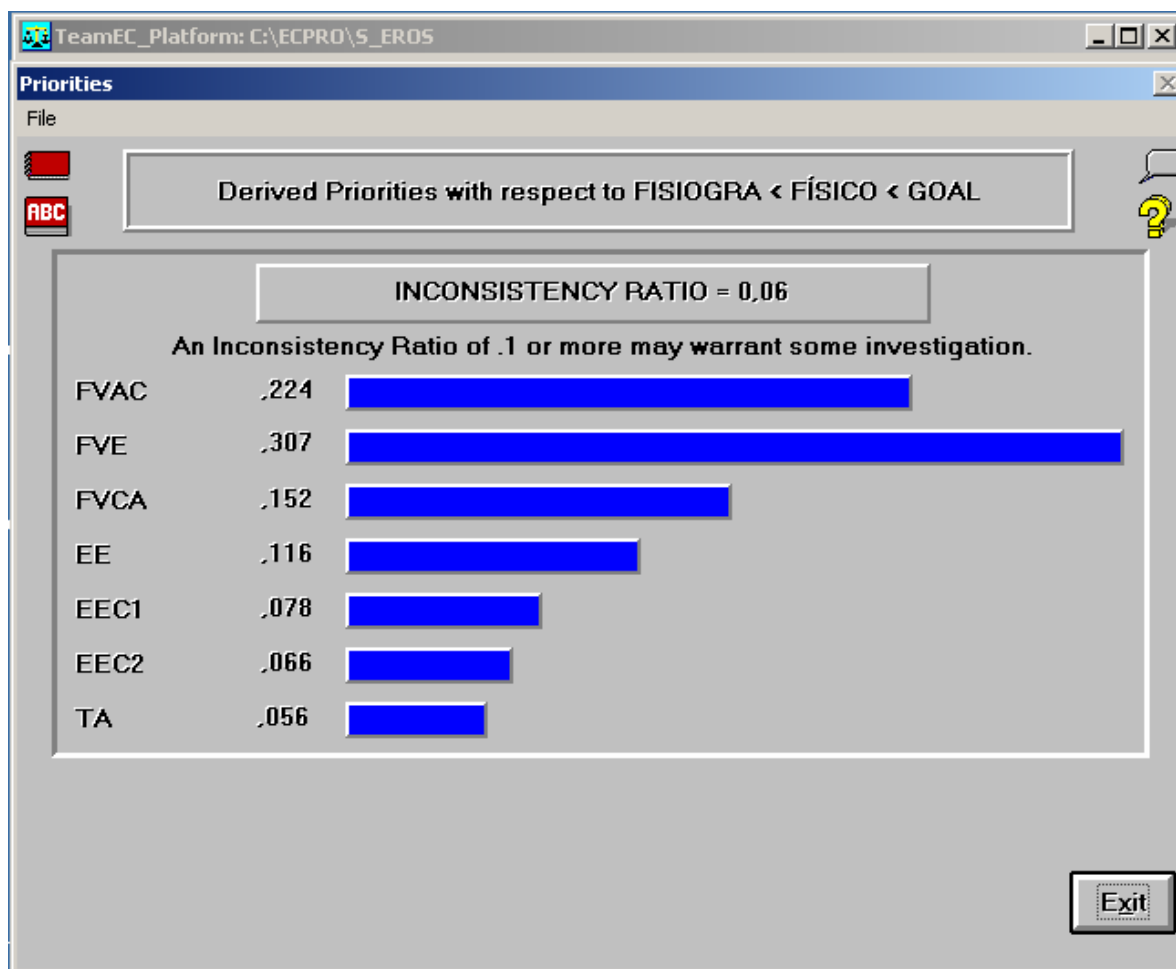 TeamEC_Platform: C:\ECPRO\S_EROS
Priorities
File
ABC
Derived Priorities with respect to FISIOGRA < FÍSICO < GOAL
INCONSISTENCY RATIO = 0,06
An Inconsistency Ratio of .1 or more may warrant some investigation.
FVAC ,224
FVE ,307
FVCA ,152
EE ,116
EEC1 ,078
EEC2 ,066
TA ,056
Exit